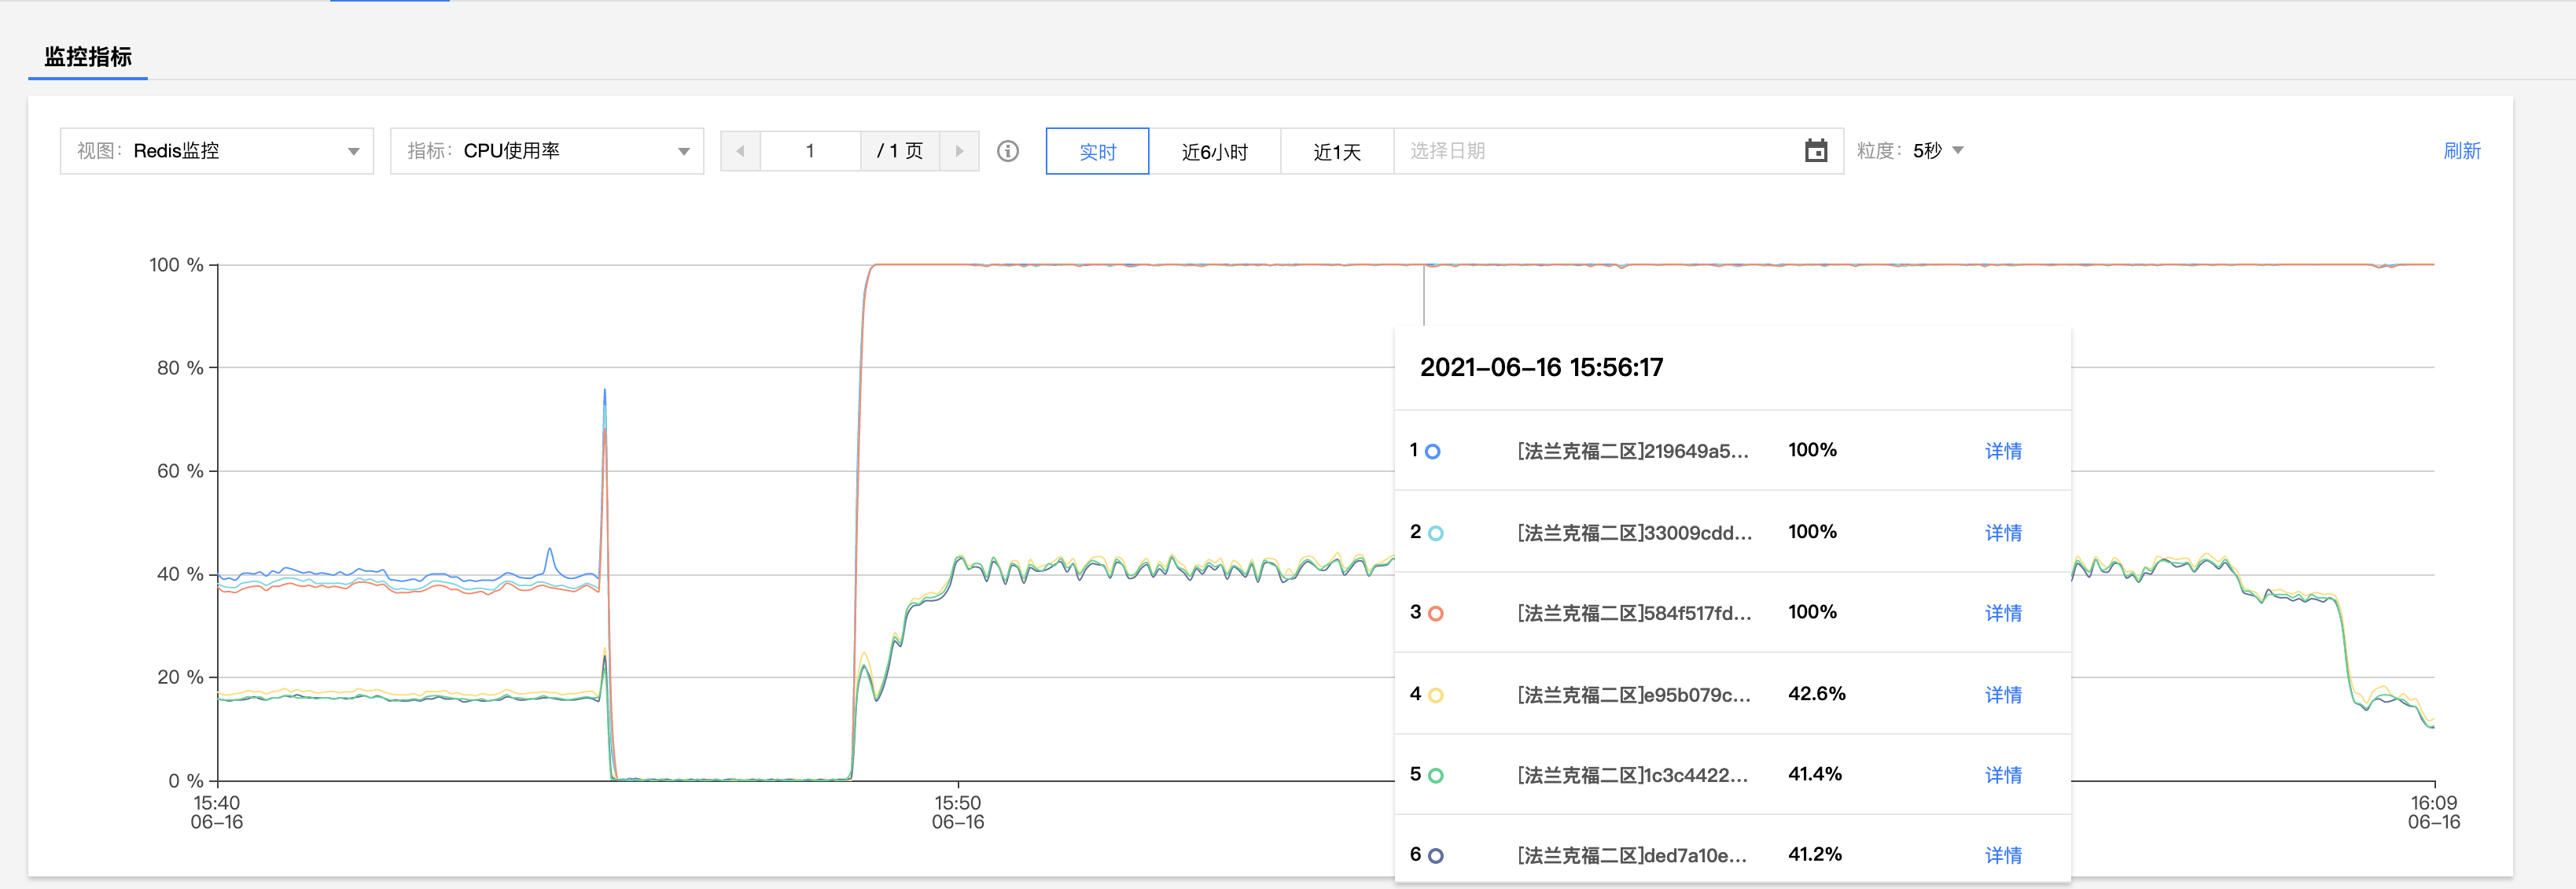 监控指标
视图： Redis监控 指标： CPU使用率 1 / 1 页 实时 近6小时 近1天 选择日期 粒度： 5秒 刷新
100 %
80 %
60 %
40 %
20 %
0 %
15:40
06-16
15:50
06-16
16:09
06-16
2021-06-16 15:56:17
1 [法兰克福二区]219649a5... 100% 详情
2 [法兰克福二区]33009cdd... 100% 详情
3 [法兰克福二区]584f517fd... 100% 详情
4 [法兰克福二区]e95b079c... 42.6% 详情
5 [法兰克福二区]1c3c4422... 41.4% 详情
6 [法兰克福二区]ded7a10e... 41.2% 详情